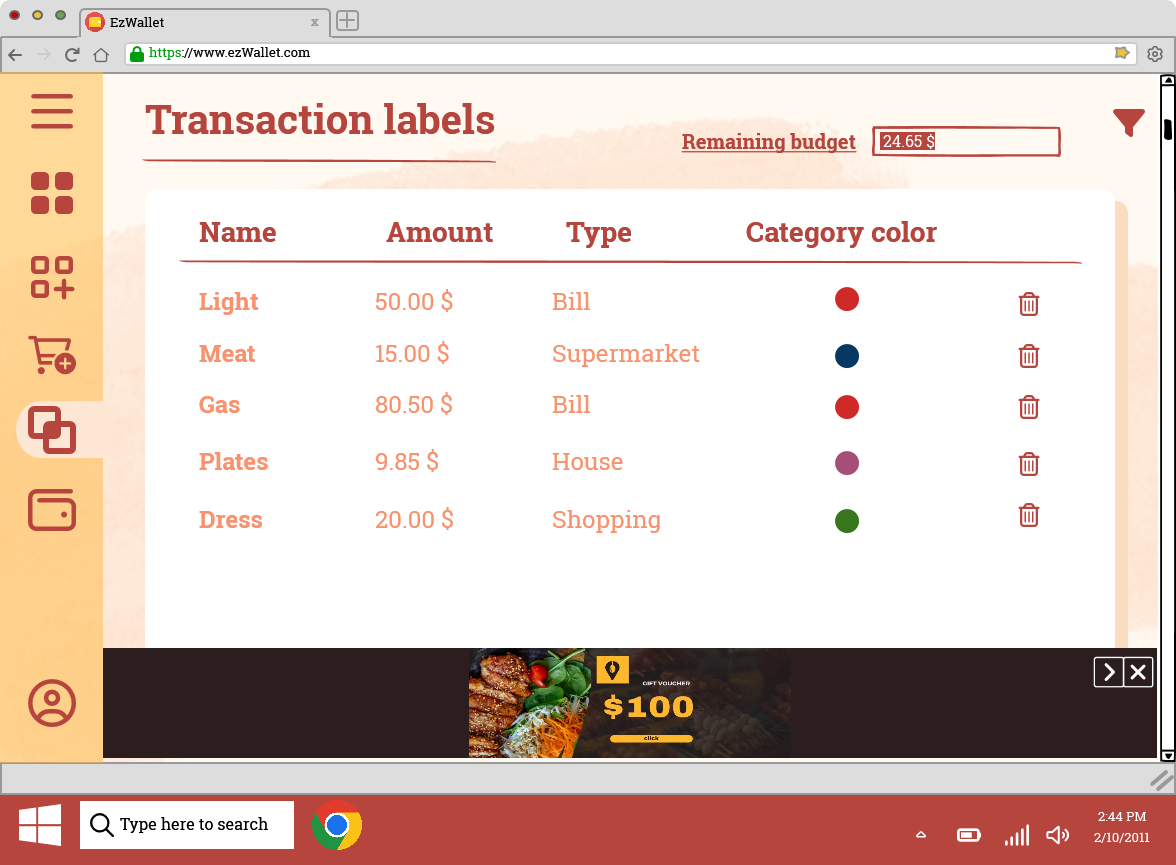 EzWallet x
https://www.ezWallet.com
Transaction labels
Remaining budget 24.65 $
Name Amount Type Category color
Light 50.00 $ Bill
Meat 15.00 $ Supermarket
Gas 80.50 $ Bill
Plates 9.85 $ House
Dress 20.00 $ Shopping
GIFT VOUCHER
$100
click
Type here to search
2:44 PM
2/10/2011